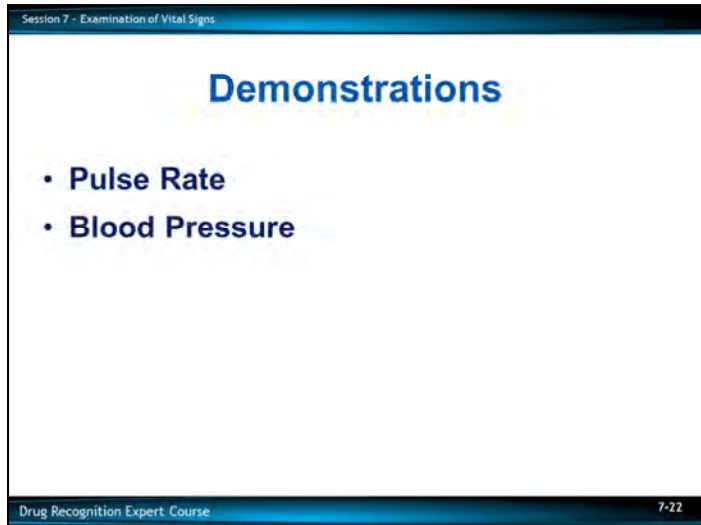 Session 7 - Examination of Vital Signs
Demonstrations
• Pulse Rate
• Blood Pressure
Drug Recognition Expert Course
7-22